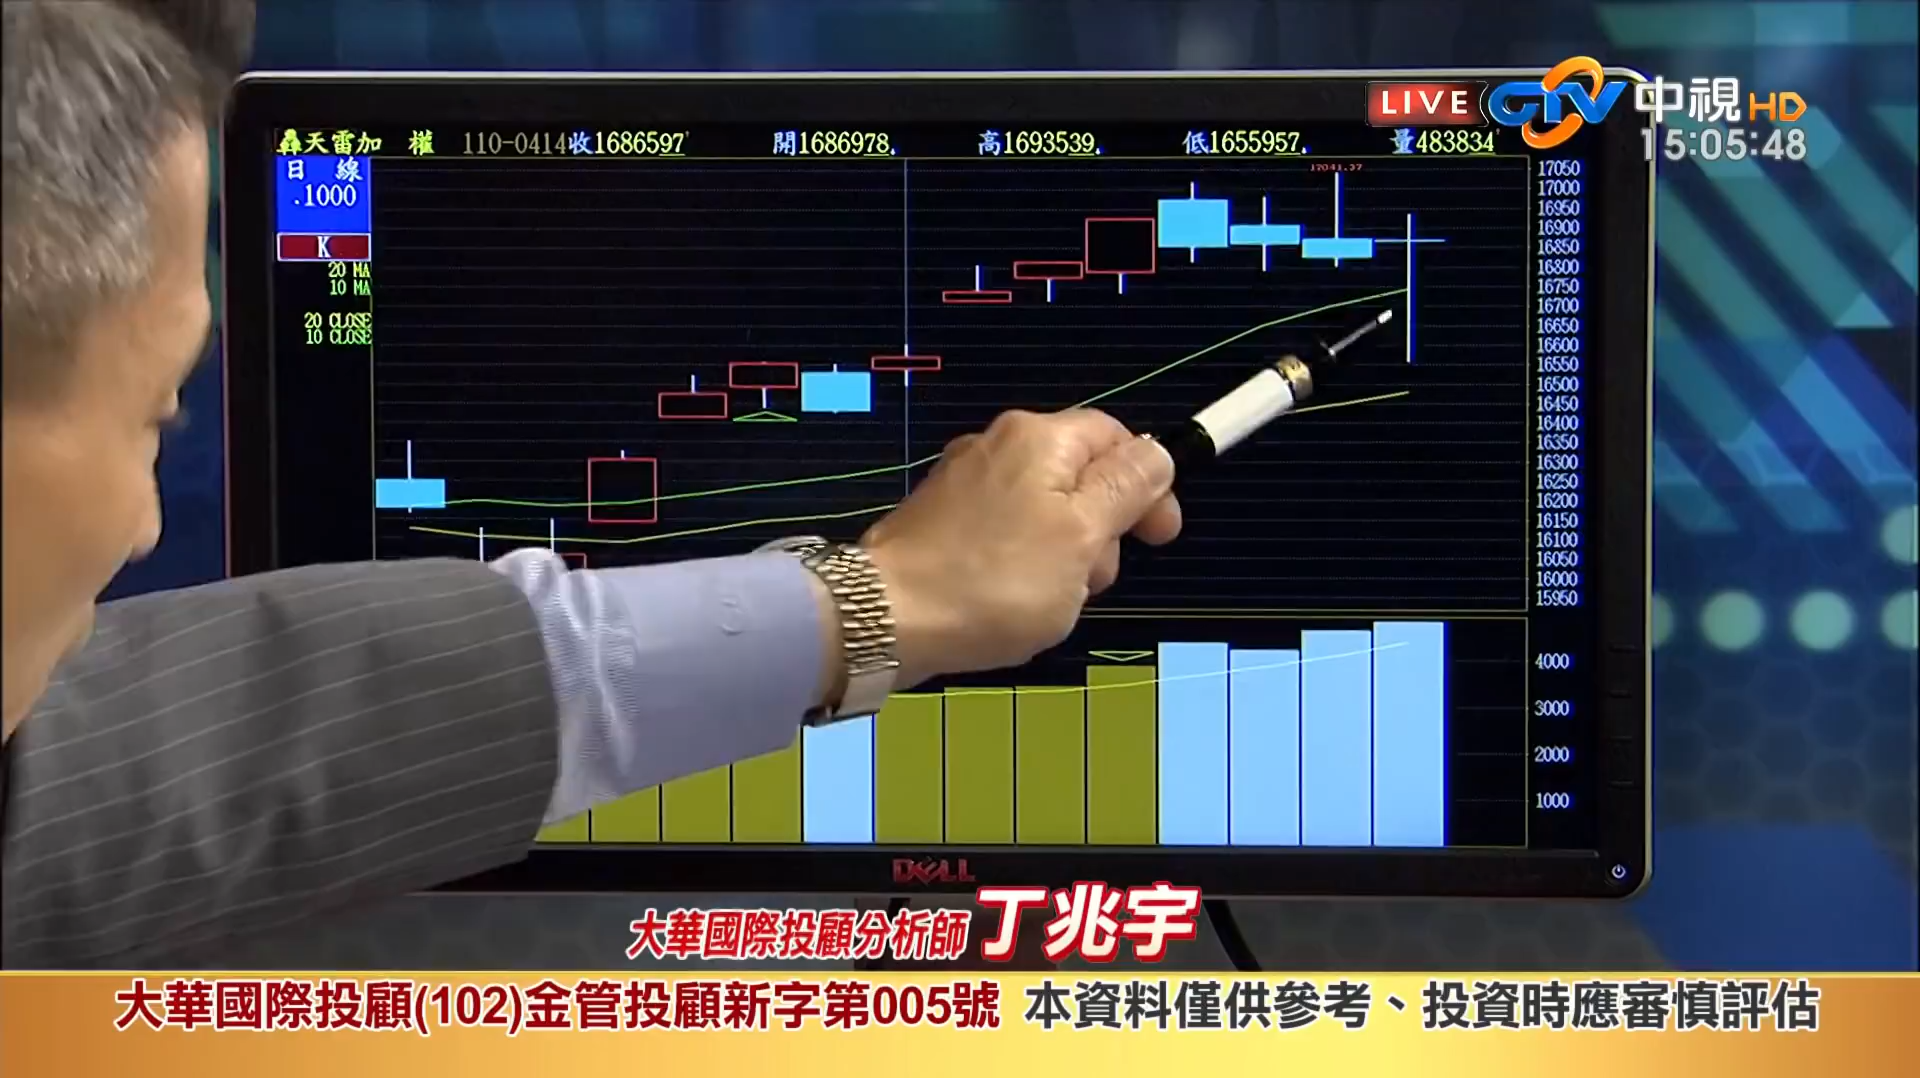 LIVE CTV 中視 HD
15:05:48
轟天雷加 權 110-0414收1686597' 開1686978. 高1693539. 低1655957. 量483834'
日 線
.1000
K
20 MA
10 MA
20 CLOSE
10 CLOSE
17041.37
17050
17000
16950
16900
16850
16800
16750
16700
16650
16600
16550
16500
16450
16400
16350
16300
16250
16200
16150
16100
16050
16000
15950
4000
3000
2000
1000
DELL
大華國際投顧分析師 丁兆宇
大華國際投顧(102)金管投顧新字第005號 本資料僅供參考、投資時應審慎評估